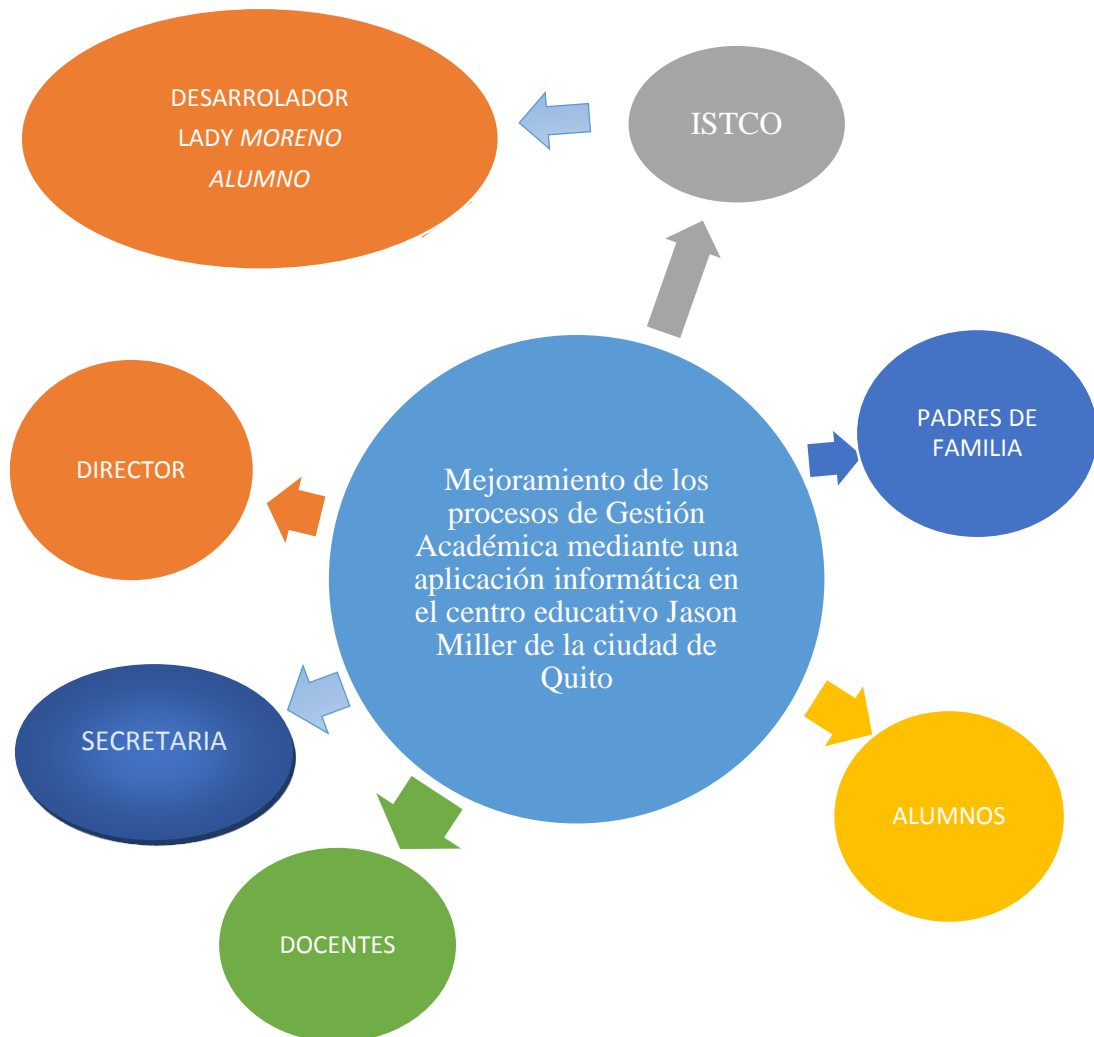 DESARROLADOR
LADY MORENO
ALUMNO
ISTCO
PADRES DE
FAMILIA
DIRECTOR
Mejoramiento de los
procesos de Gestión
Académica mediante una
aplicación informática en
el centro educativo Jason
Miller de la ciudad de
Quito
SECRETARIA
ALUMNOS
DOCENTES